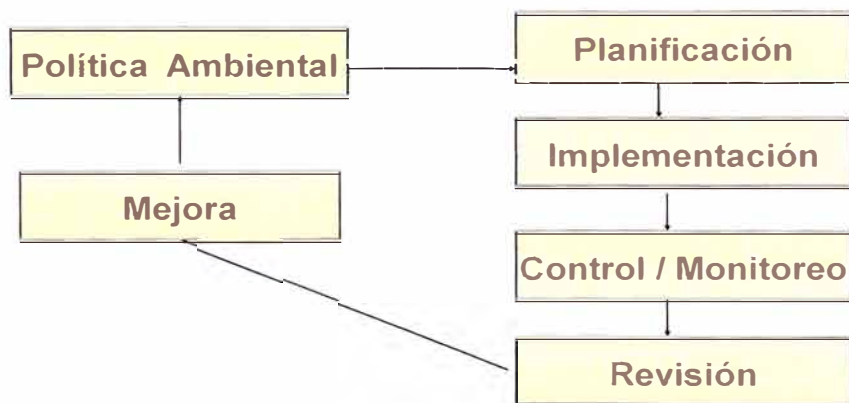 Política Ambiental
Planificación
Implementación
Mejora
Control / Monitoreo
Revisión